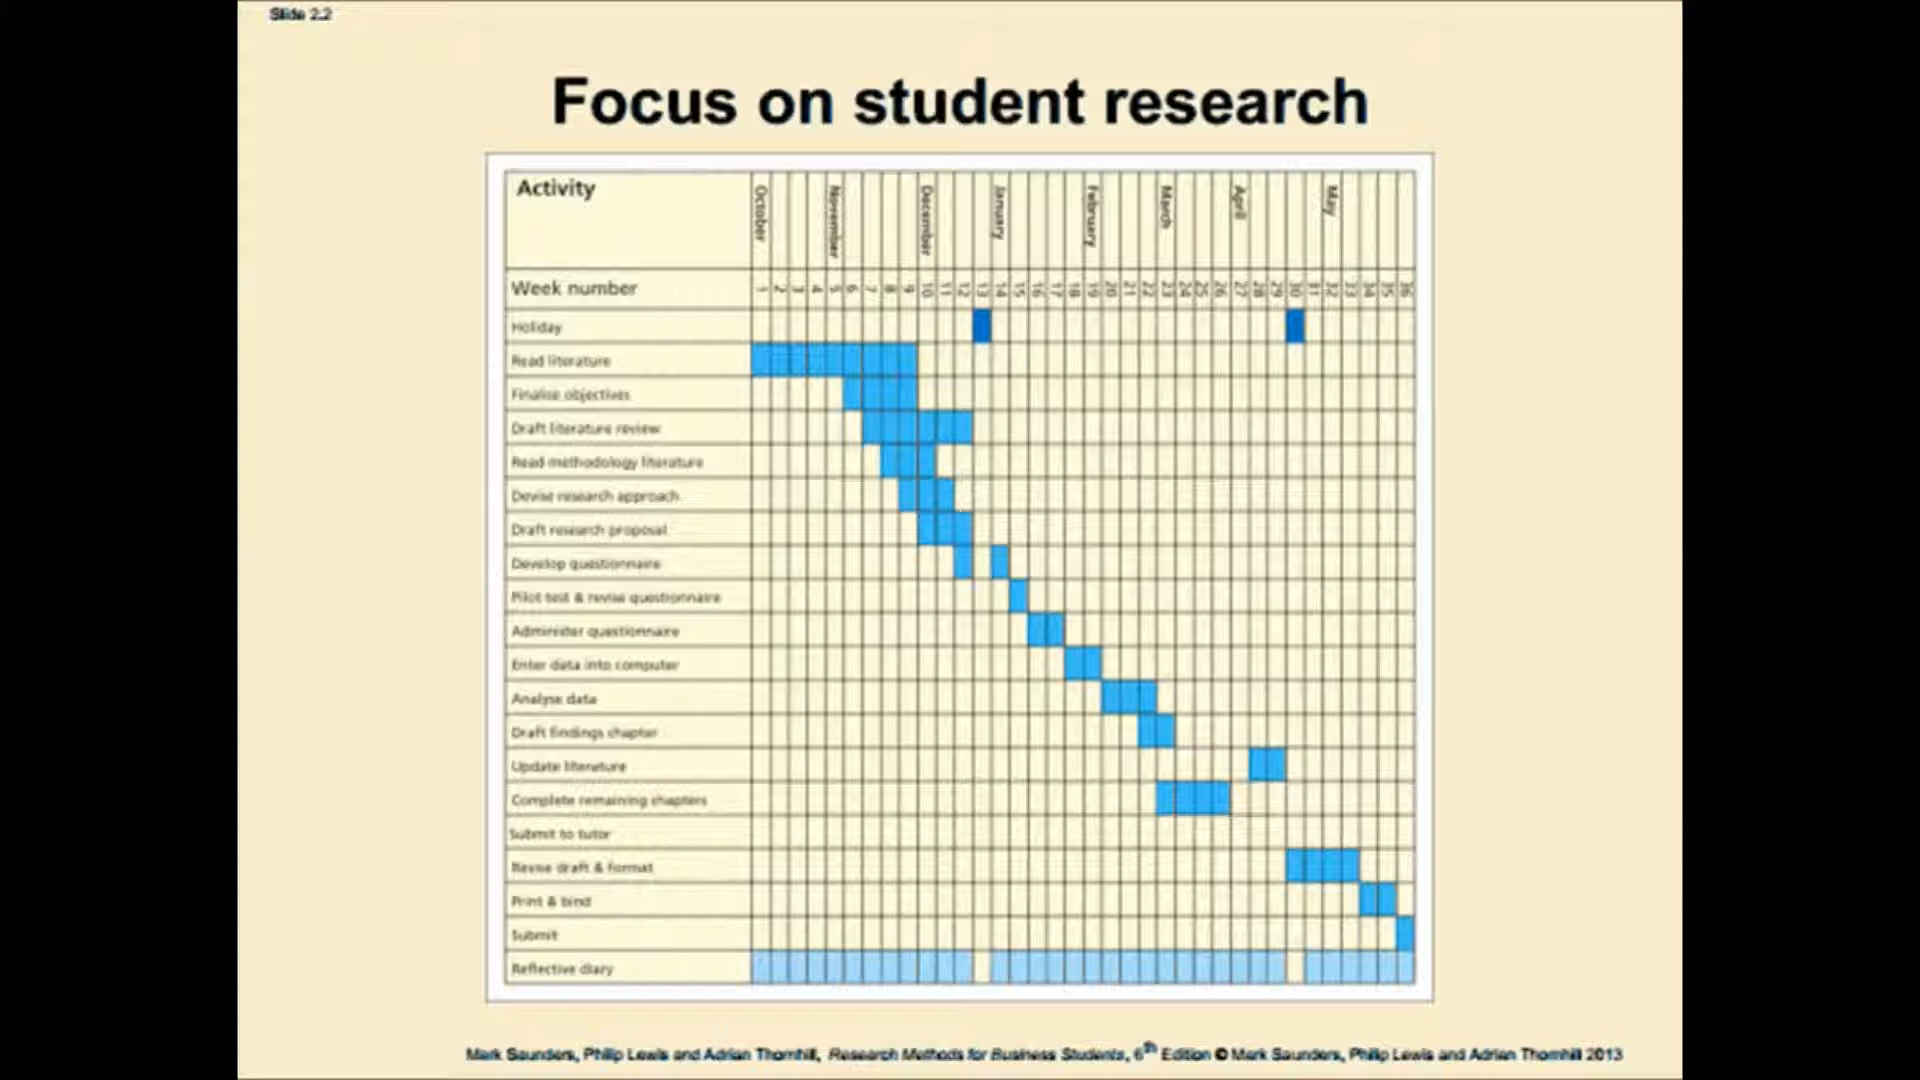 Slide 2.2
Focus on student research
Activity
October November December January February March April May
Week number 1 2 3 4 5 6 7 8 9 10 11 12 13 14 15 16 17 18 19 20 21 22 23 24 25 26 27 28 29 30 31 32 33 34 35 36
Holiday
Read literature
Finalise objectives
Draft literature review
Read methodology literature
Devise research approach
Draft research proposal
Develop questionnaire
Pilot test & revise questionnaire
Administer questionnaire
Enter data into computer
Analyse data
Draft findings chapter
Update literature
Complete remaining chapters
Submit to tutor
Revise draft & format
Print & bind
Submit
Reflective diary
Mark Saunders, Philip Lewis and Adrian Thornhill, Research Methods for Business Students, 6th Edition © Mark Saunders, Philip Lewis and Adrian Thornhill 2013